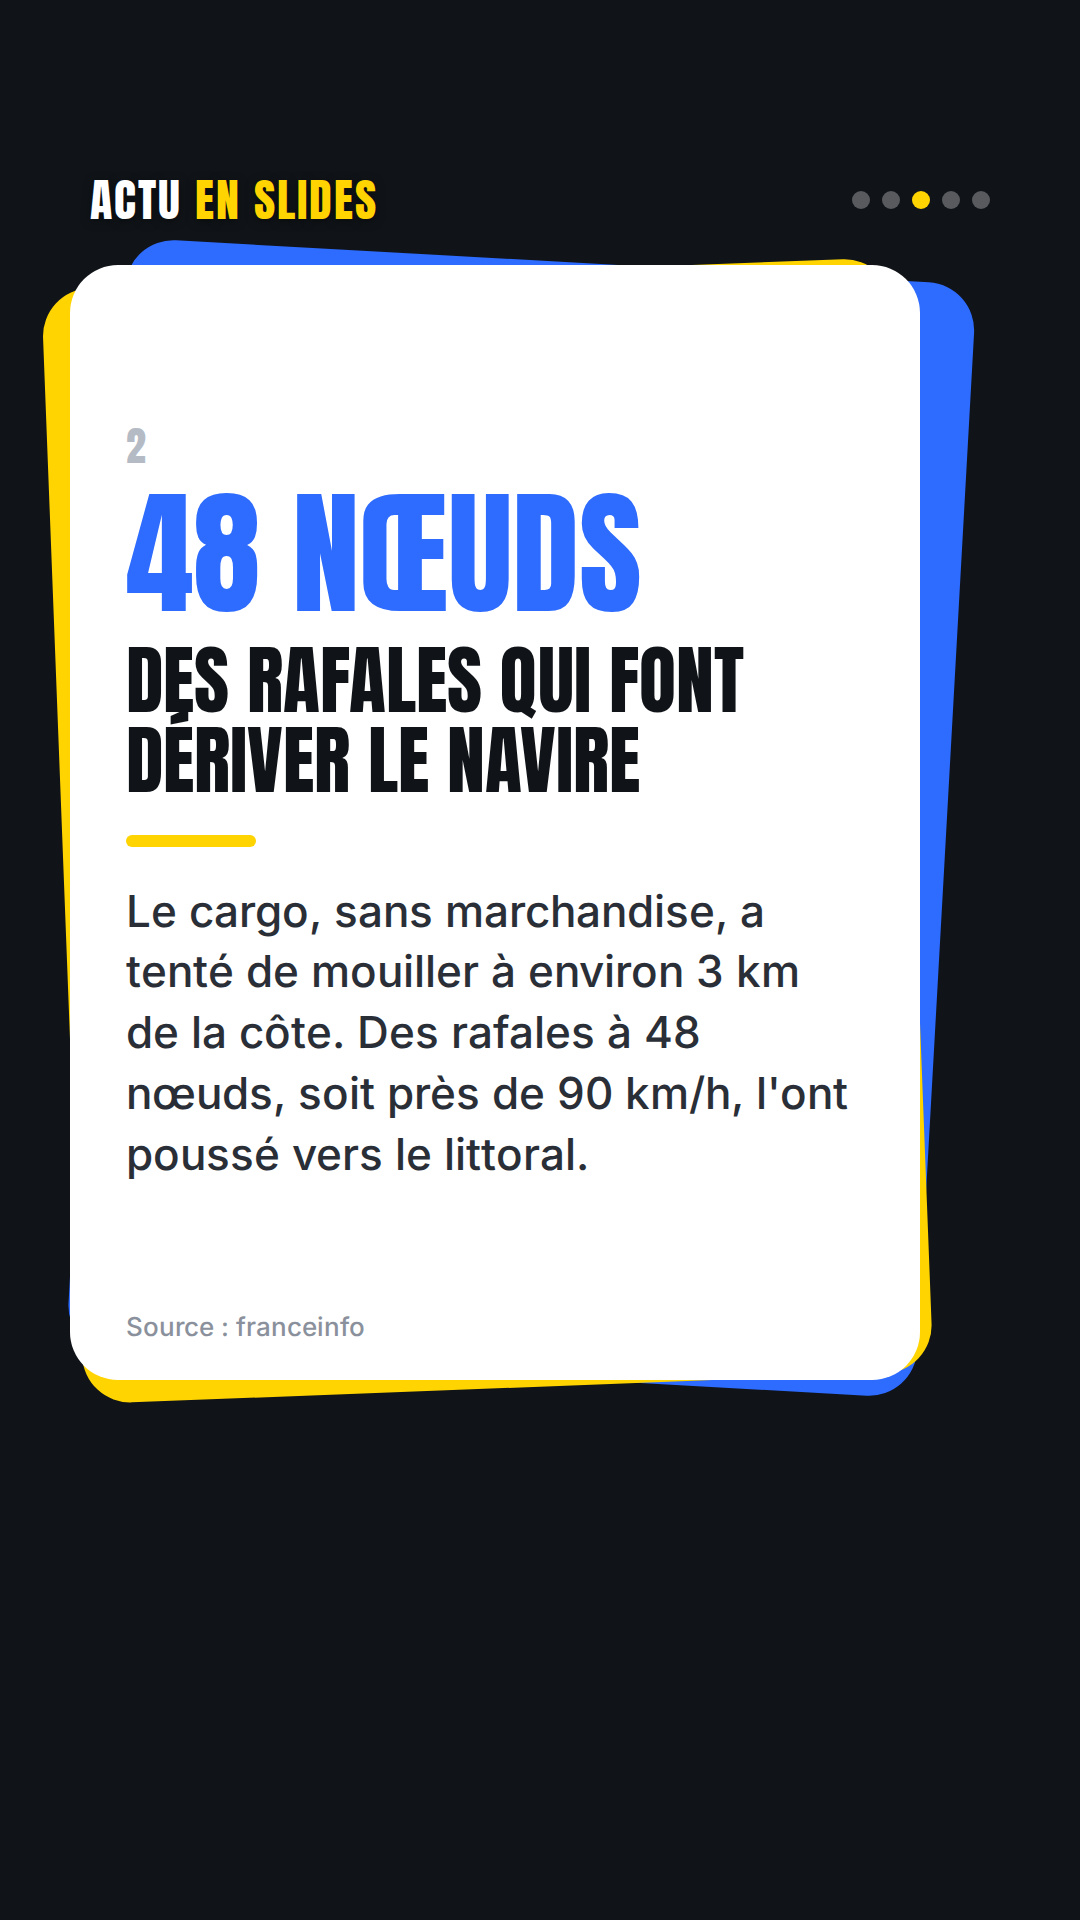 ACTU EN SLIDES
2
48 NŒUDS
DES RAFALES QUI FONT
DÉRIVER LE NAVIRE
Le cargo, sans marchandise, a
tenté de mouiller à environ 3 km
de la côte. Des rafales à 48
nœuds, soit près de 90 km/h, l'ont
poussé vers le littoral.
Source : franceinfo